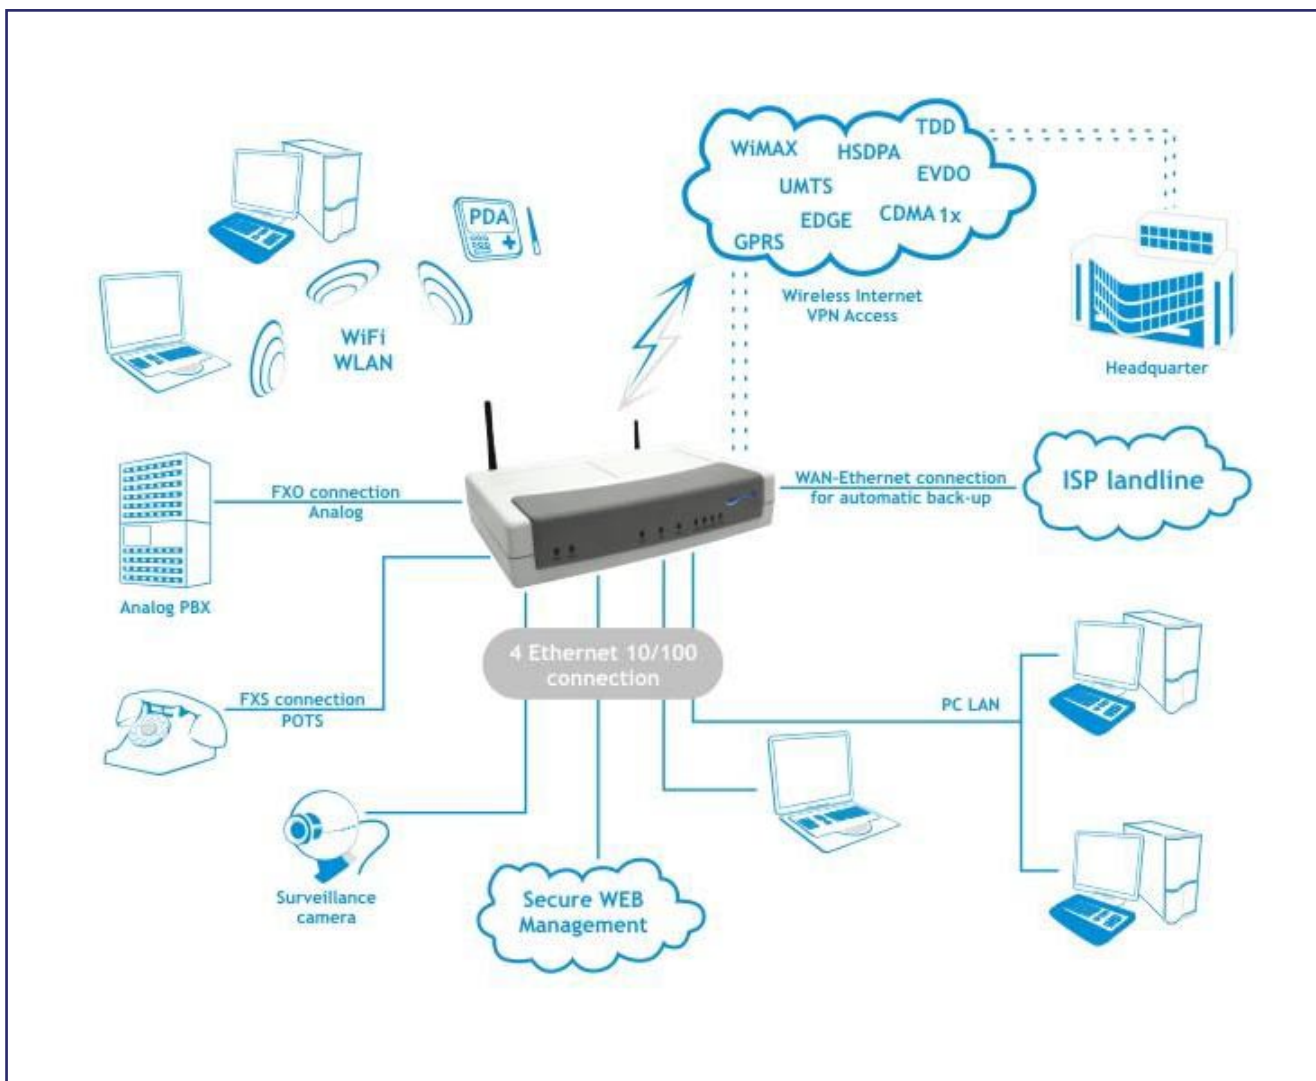 TDD
WiMAX
HSDPA
EVDO
UMTS
CDMA 1x
EDGE
GPRS
PDA
Wireless Internet
VPN Access
WiFi
WLAN
Headquarter
FXO connection
Analog
WAN-Ethernet connection
for automatic back-up
ISP landline
Analog PBX
4 Ethernet 10/100
connection
FXS connection
POTS
PC LAN
Surveillance
camera
Secure WEB
Management